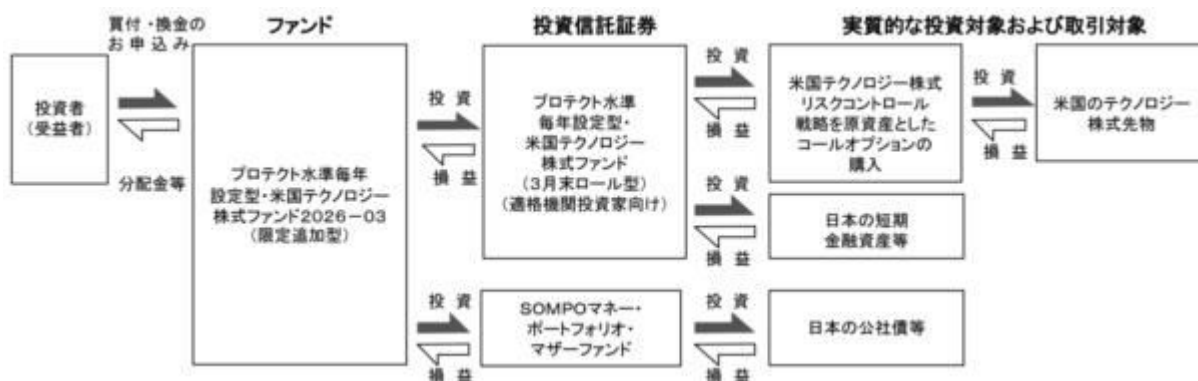 買付・換金の
お申込み
ファンド
投資信託証券
実質的な投資対象および取引対象
投資者
(受益者)
分配金等
プロテクト水準毎年
設定型・米国テクノロジー
株式ファンド2026-03
(限定追加型)
投資
損益
プロテクト水準
毎年設定型・
米国テクノロジー
株式ファンド
(3月末ロール型)
(適格機関投資家向け)
投資
損益
米国テクノロジー株式
リスクコントロール
戦略を原資産とした
コールオプションの
購入
投資
損益
米国のテクノロジー
株式先物
投資
損益
日本の短期
金融資産等
投資
損益
SOMPOマネー・
ポートフォリオ・
マザーファンド
投資
損益
日本の公社債等